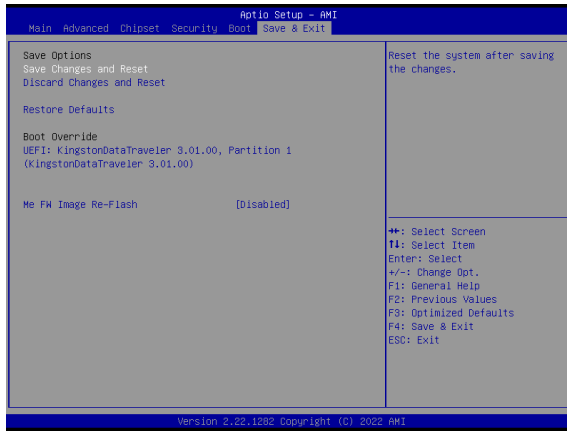 Aptio Setup - AMI
Main Advanced Chipset Security Boot Save & Exit
Save Options
Save Changes and Reset
Discard Changes and Reset
Restore Defaults
Boot Override
UEFI: KingstonDataTraveler 3.01.00, Partition 1
(KingstonDataTraveler 3.01.00)
Me FW Image Re-Flash [Disabled]
Reset the system after saving
the changes.
→←: Select Screen
↑↓: Select Item
Enter: Select
+/-: Change Opt.
F1: General Help
F2: Previous Values
F3: Optimized Defaults
F4: Save & Exit
ESC: Exit
Version 2.22.1282 Copyright (C) 2022 AMI